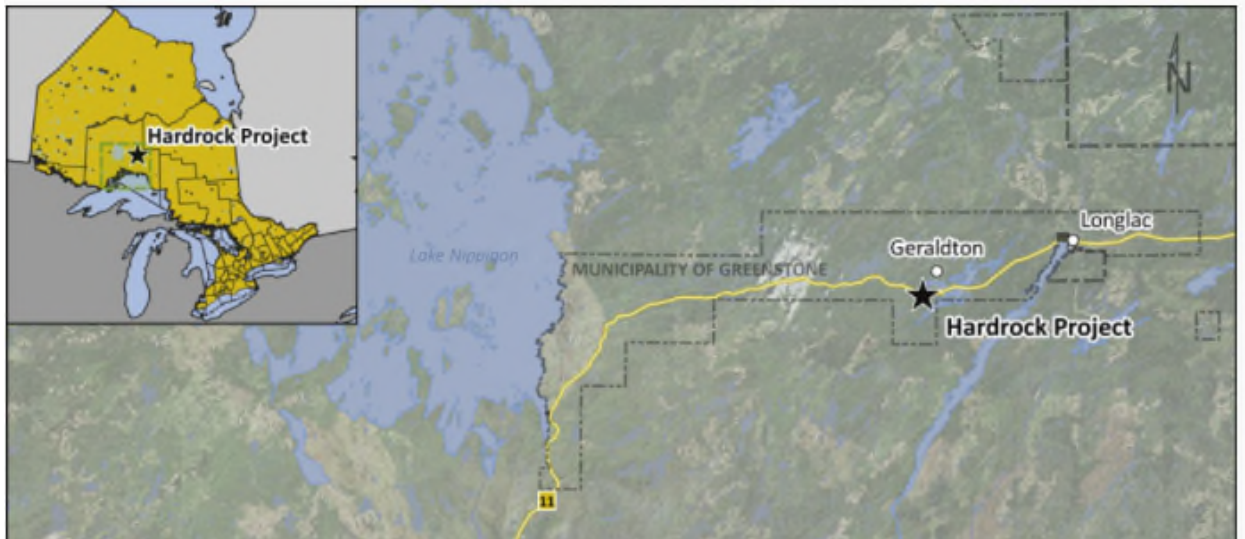 Hardrock Project
N
Lake Nipigon
MUNICIPALITY OF GREENSTONE
Geraldton
Longlac
Hardrock Project
11